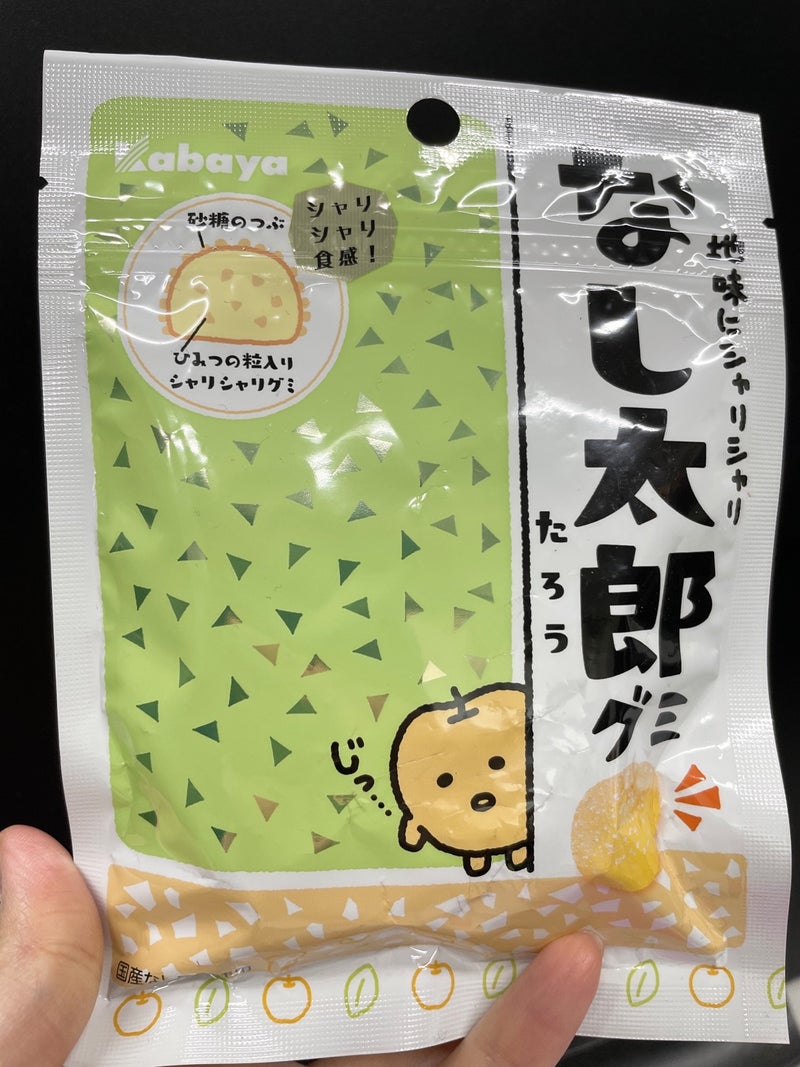 Kabaya
砂糖のつぶ
シャリ
シャリ
食感!
ひみつの粒入り
シャリシャリグミ
地味にシャリシャリ
なし太郎グミ
たろう
じっ…
国産な